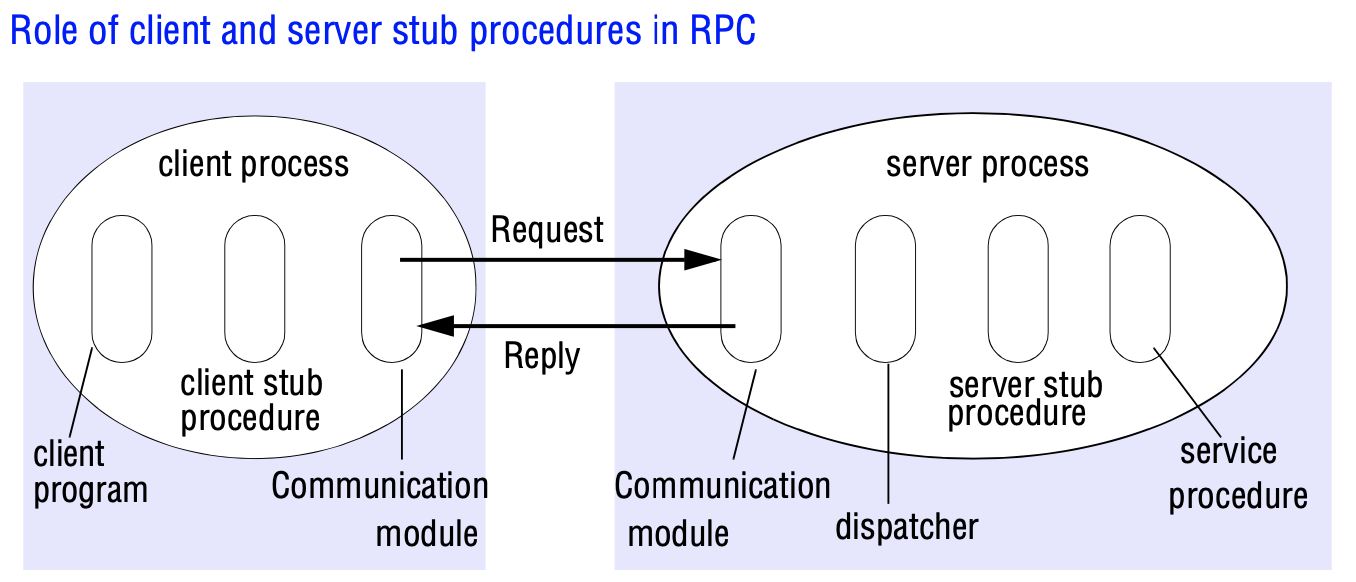 Role of client and server stub procedures in RPC
client process
server process
Request
Reply
client stub
procedure
server stub
procedure
client
program
Communication
module
Communication
module
dispatcher
service
procedure